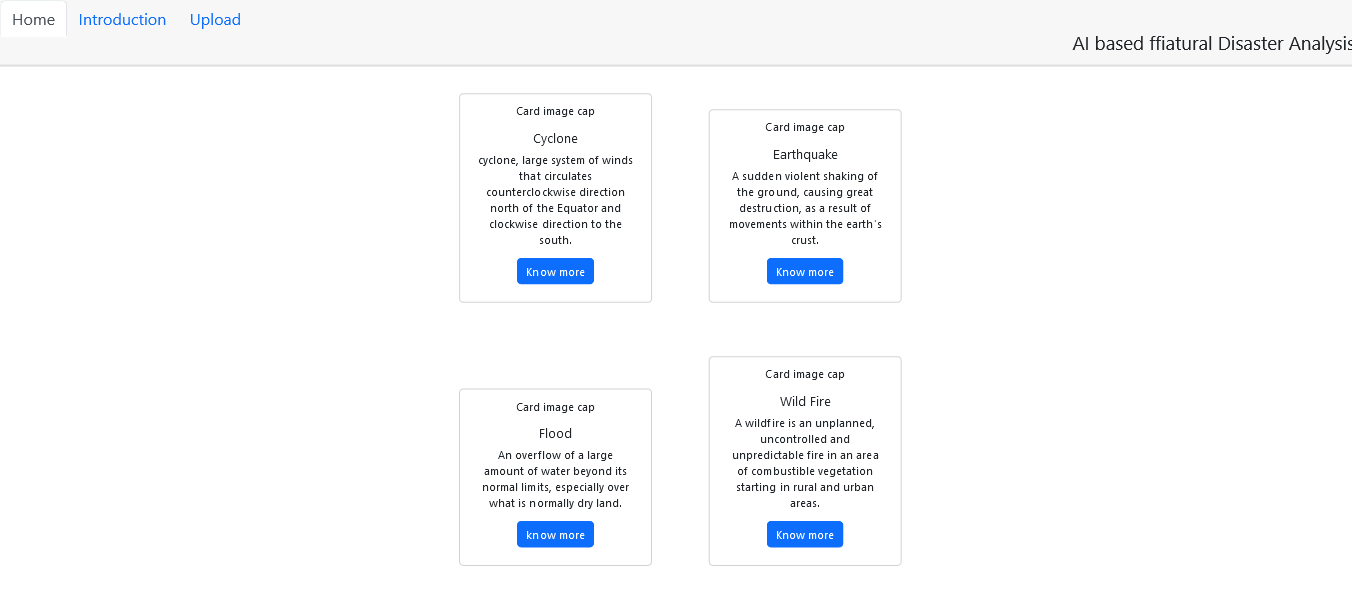 Home Introduction Upload
AI based ffiatural Disaster Analysis
Card image cap
Cyclone
cyclone, large system of winds
that circulates
counterclockwise direction
north of the Equator and
clockwise direction to the
south.
Know more
Card image cap
Earthquake
A sudden violent shaking of
the ground, causing great
destruction, as a result of
movements within the earth's
crust.
Know more
Card image cap
Flood
An overflow of a large
amount of water beyond its
normal limits, especially over
what is normally dry land.
know more
Card image cap
Wild Fire
A wildfire is an unplanned,
uncontrolled and
unpredictable fire in an area
of combustible vegetation
starting in rural and urban
areas.
Know more